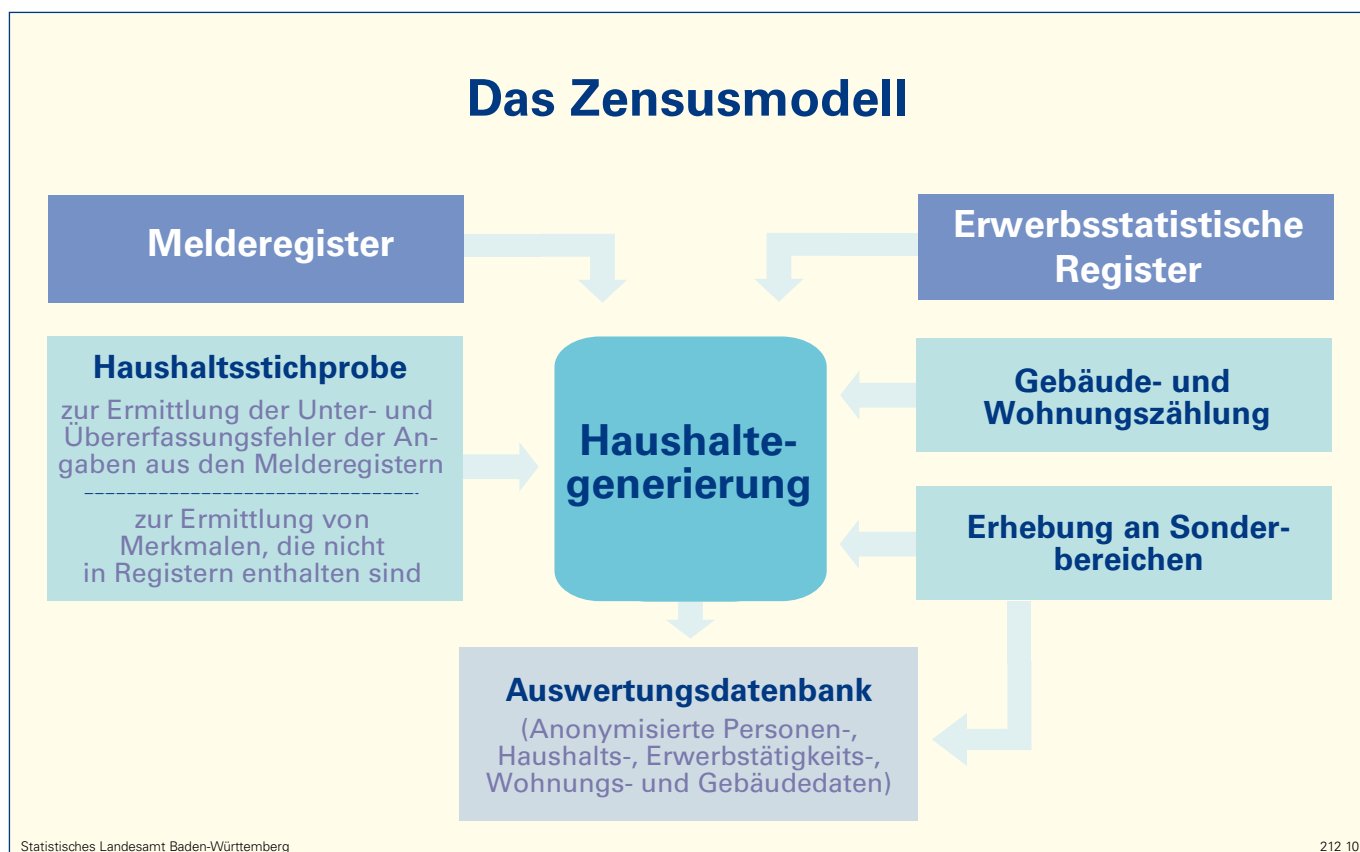 Das Zensusmodell
Melderegister
Erwerbsstatistische
Register
Haushaltsstichprobe
zur Ermittlung der Unter- und
Übererfassungsfehler der An-
gaben aus den Melderegistern
zur Ermittlung von
Merkmalen, die nicht
in Registern enthalten sind
Haushalte-
generierung
Gebäude- und
Wohnungszählung
Erhebung an Sonder-
bereichen
Auswertungsdatenbank
(Anonymisierte Personen-,
Haushalts-, Erwerbstätigkeits-,
Wohnungs- und Gebäudedaten)
Statistisches Landesamt Baden-Württemberg
212 10